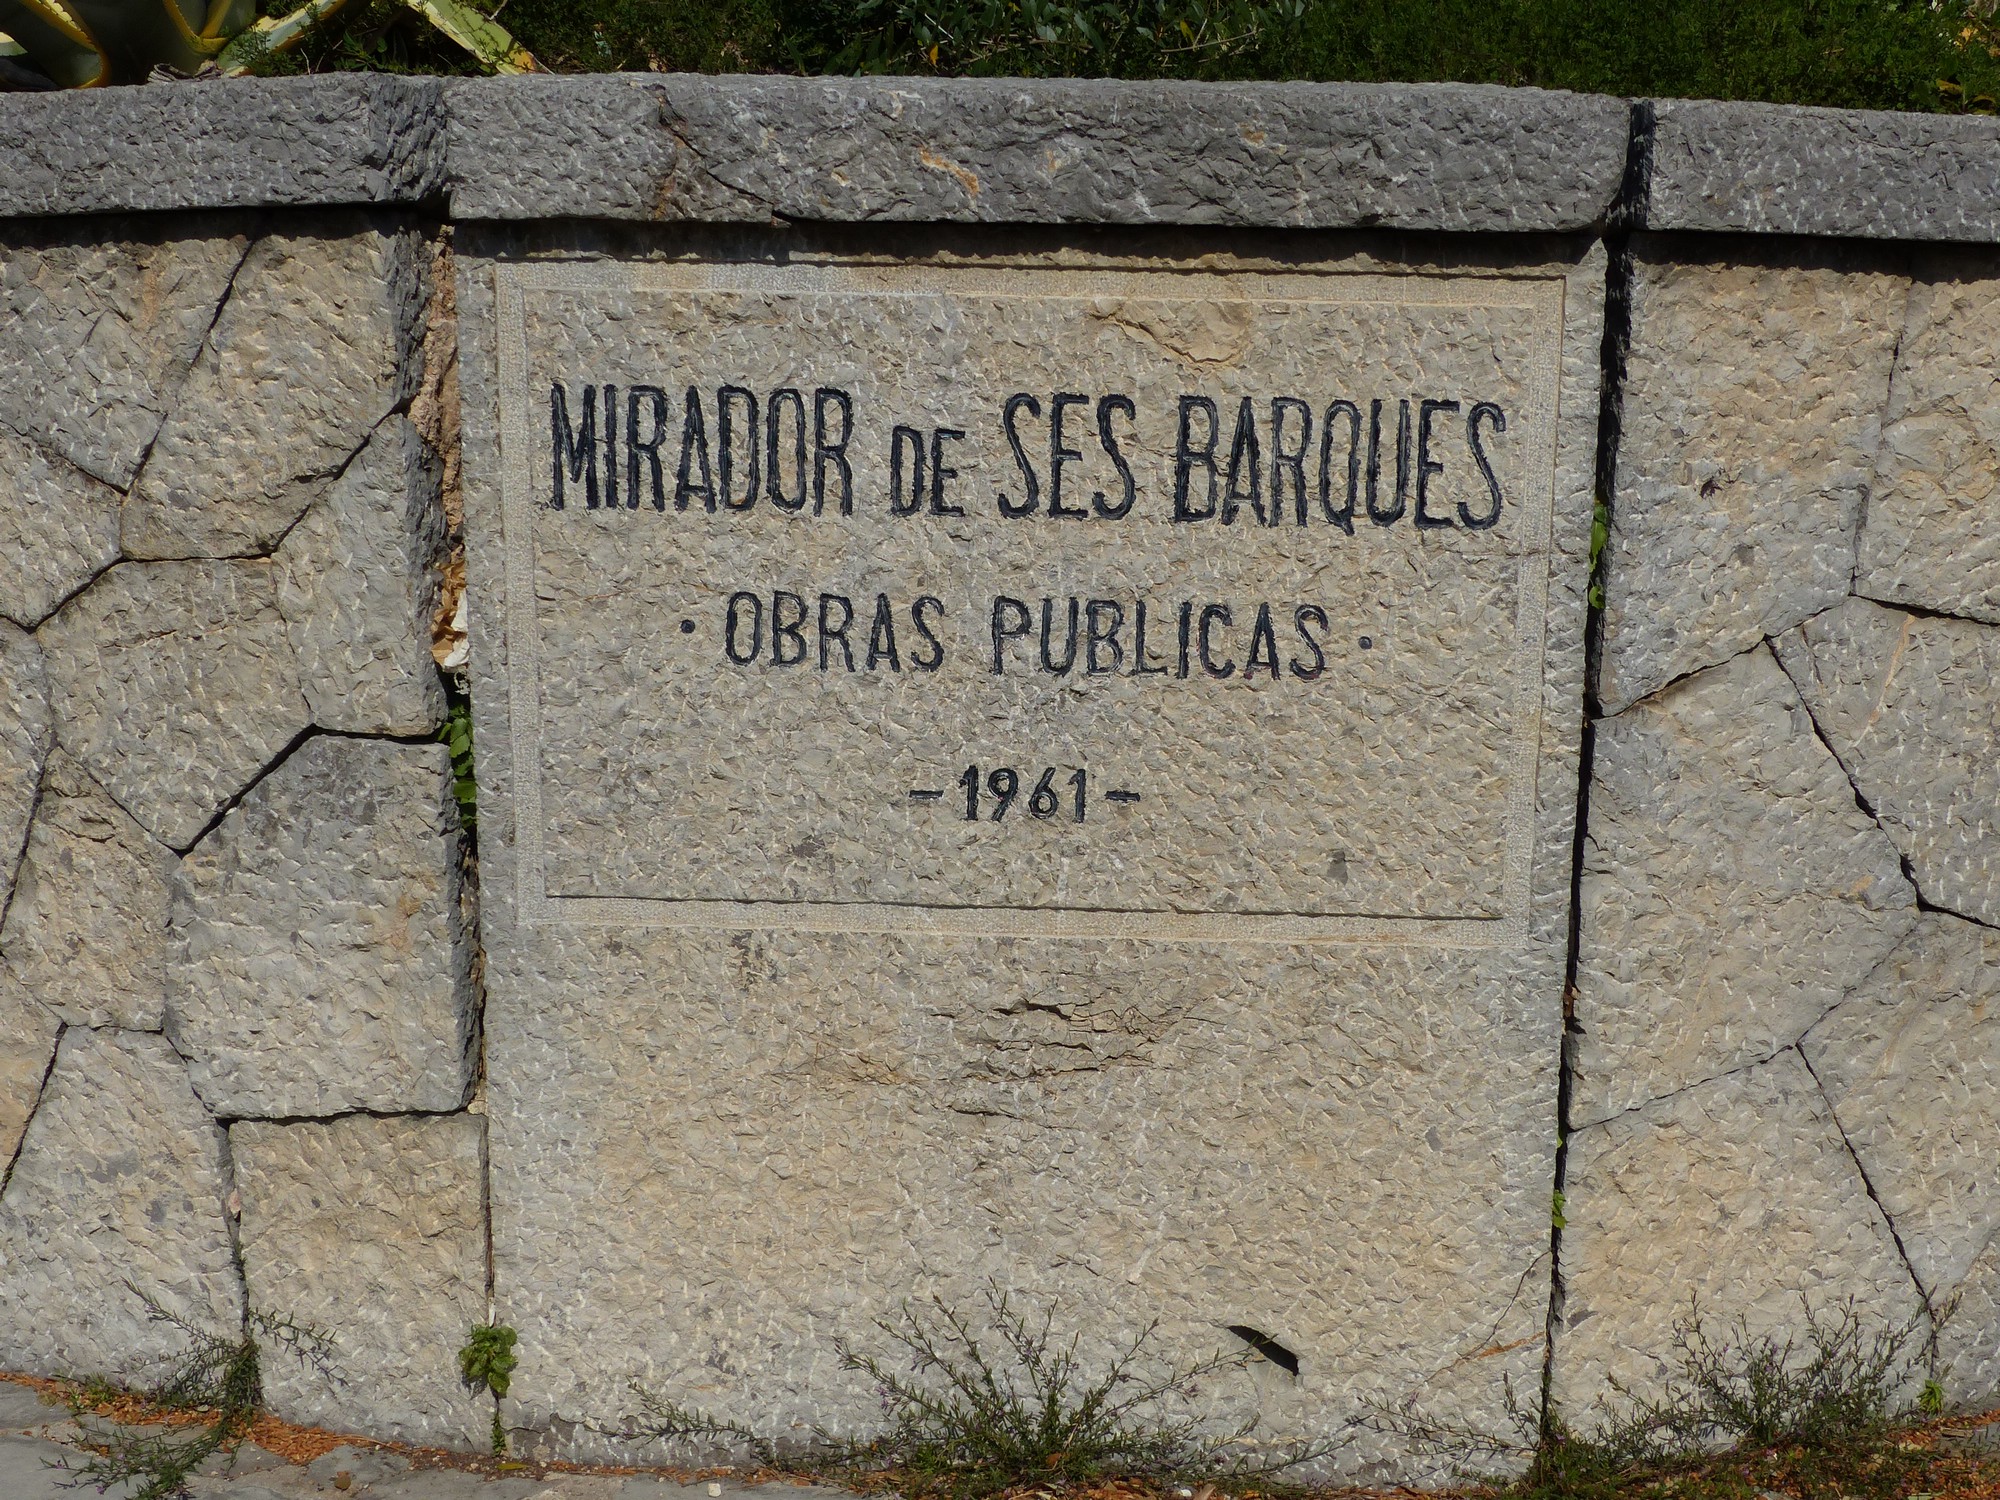 MIRADOR DE SES BARQUES
· OBRAS PUBLICAS ·
- 1961 -